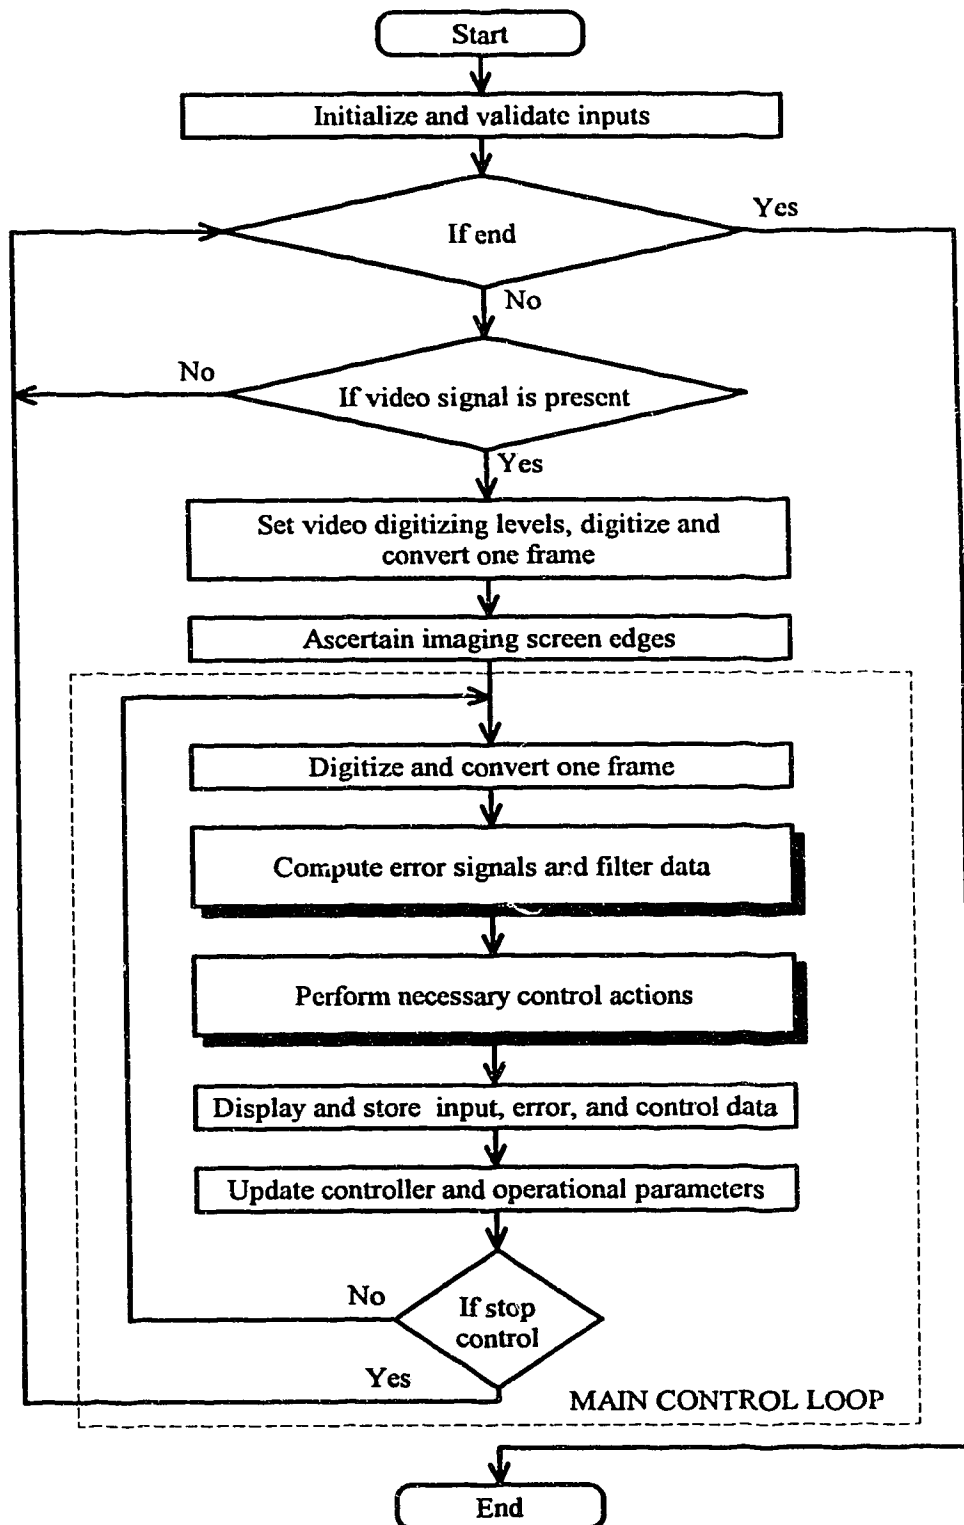 Start
Initialize and validate inputs
If end
Yes
No
If video signal is present
No
Yes
Set video digitizing levels, digitize and
convert one frame
Ascertain imaging screen edges
Digitize and convert one frame
Compute error signals and filter data
Perform necessary control actions
Display and store input, error, and control data
Update controller and operational parameters
If stop
control
No
Yes
MAIN CONTROL LOOP
End